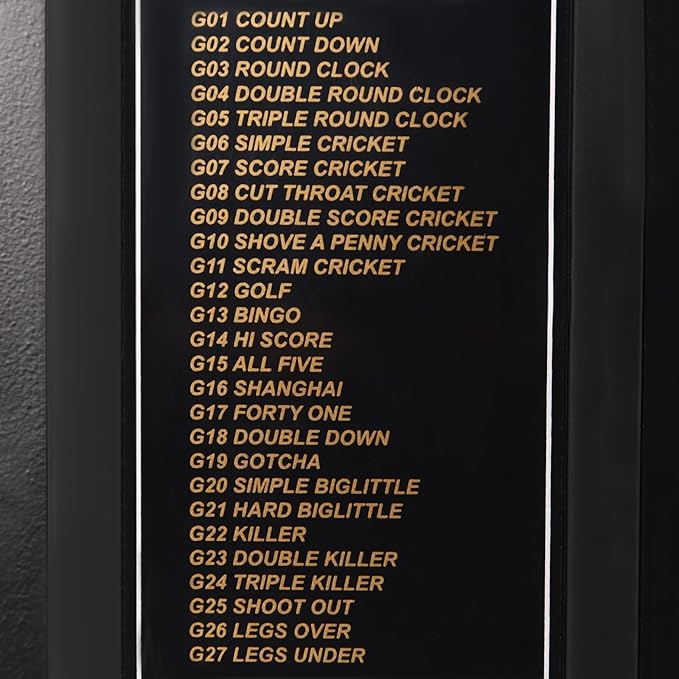 G01 COUNT UP
G02 COUNT DOWN
G03 ROUND CLOCK
G04 DOUBLE ROUND CLOCK
G05 TRIPLE ROUND CLOCK
G06 SIMPLE CRICKET
G07 SCORE CRICKET
G08 CUT THROAT CRICKET
G09 DOUBLE SCORE CRICKET
G10 SHOVE A PENNY CRICKET
G11 SCRAM CRICKET
G12 GOLF
G13 BINGO
G14 HI SCORE
G15 ALL FIVE
G16 SHANGHAI
G17 FORTY ONE
G18 DOUBLE DOWN
G19 GOTCHA
G20 SIMPLE BIGLITTLE
G21 HARD BIGLITTLE
G22 KILLER
G23 DOUBLE KILLER
G24 TRIPLE KILLER
G25 SHOOT OUT
G26 LEGS OVER
G27 LEGS UNDER